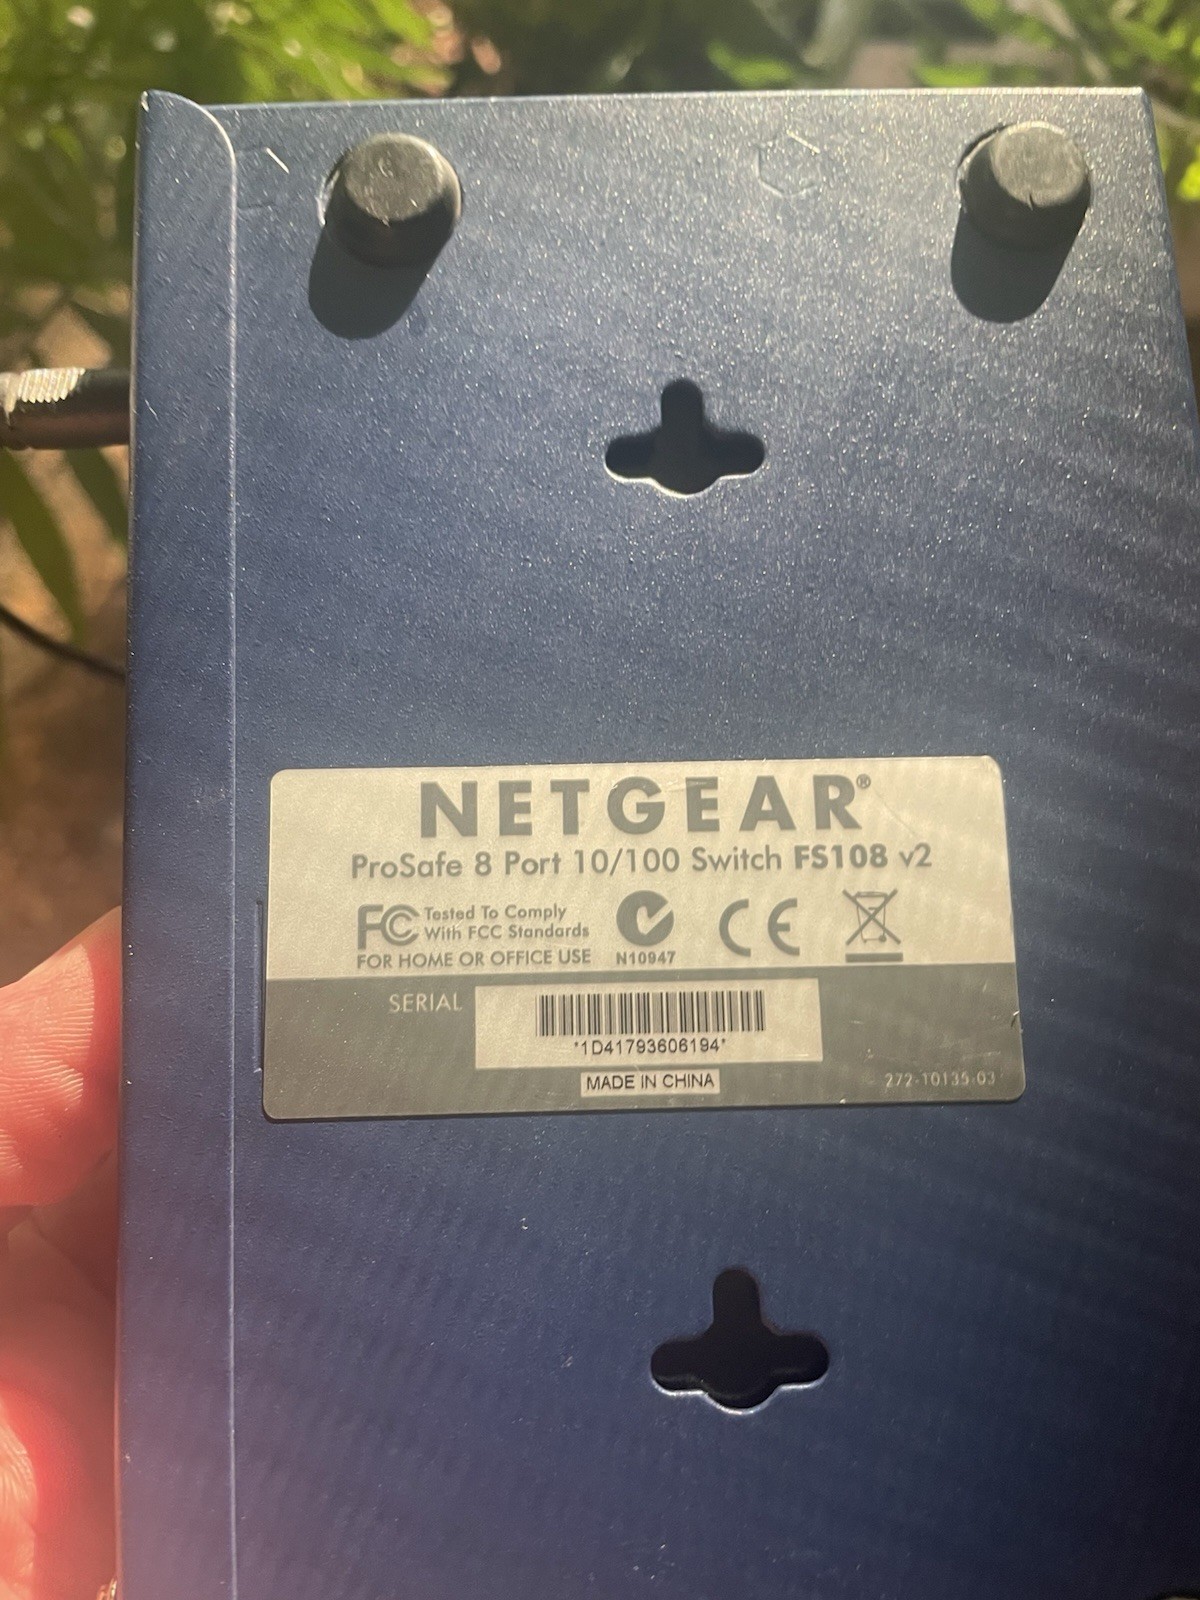 NETGEAR®
ProSafe 8 Port 10/100 Switch FS108 v2
FC Tested To Comply
With FCC Standards
FOR HOME OR OFFICE USE
N10947
CE
SERIAL
*1D41793606194*
MADE IN CHINA
272-10135-03